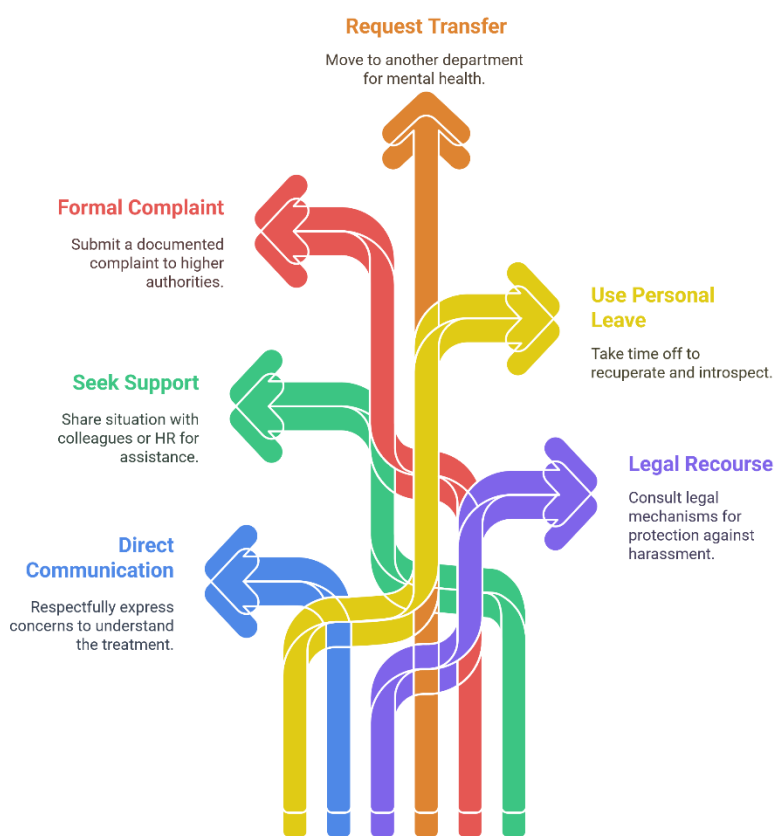 Request Transfer
Move to another department
for mental health.
Formal Complaint
Submit a documented
complaint to higher
authorities.
Use Personal
Leave
Take time off to
recuperate and introspect.
Seek Support
Share situation with
colleagues or HR for
assistance.
Legal Recourse
Consult legal
mechanisms for
protection against
harassment.
Direct
Communication
Respectfully express
concerns to understand
the treatment.